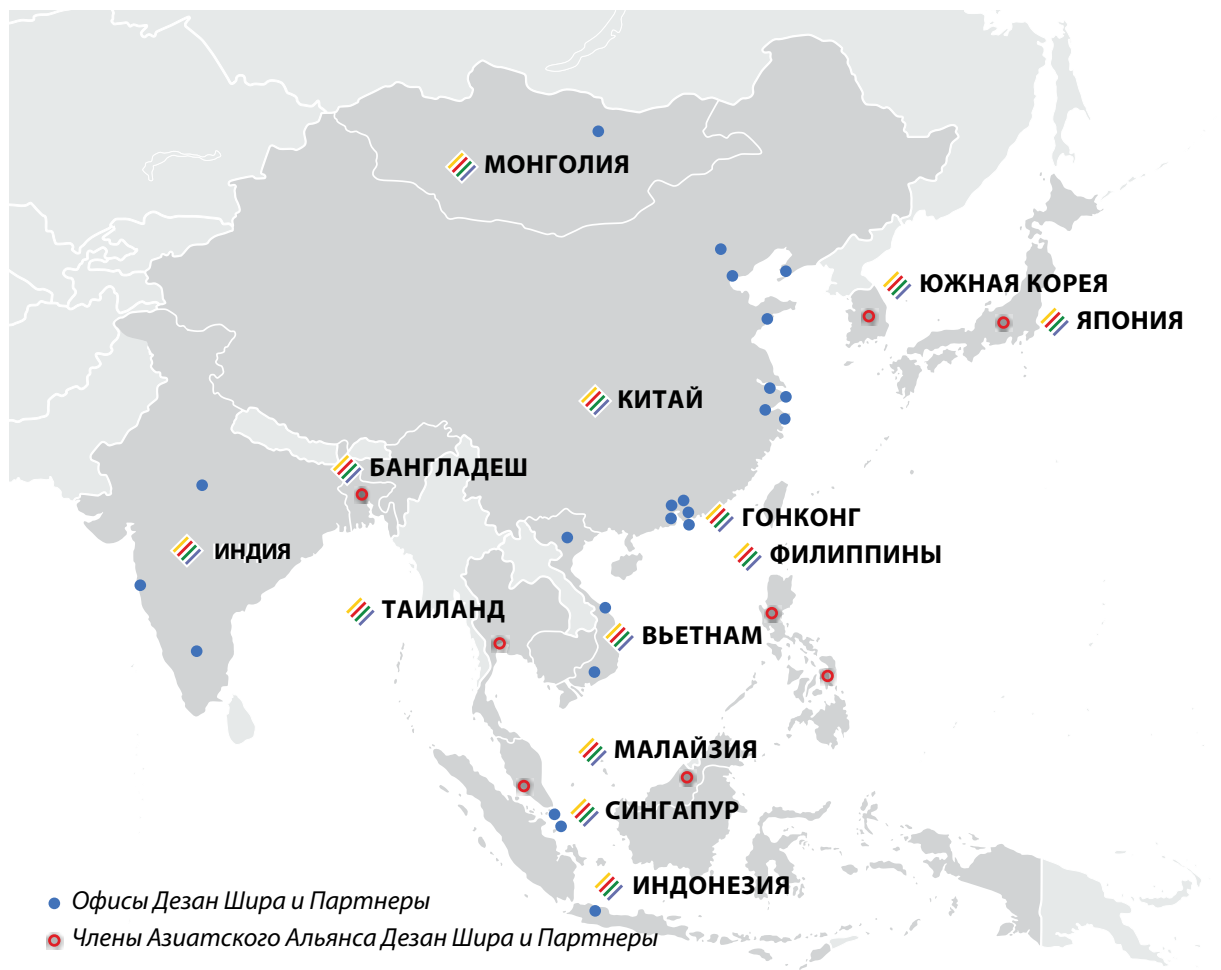 МОНГОЛИЯ
ЮЖНАЯ КОРЕЯ
ЯПОНИЯ
КИТАЙ
БАНГЛАДЕШ
ГОНКОНГ
ИНДИЯ
ФИЛИППИНЫ
ТАИЛАНД
ВЬЕТНАМ
МАЛАЙЗИЯ
СИНГАПУР
ИНДОНЕЗИЯ
Офисы Дезан Шира и Партнеры
Члены Азиатского Альянса Дезан Шира и Партнеры